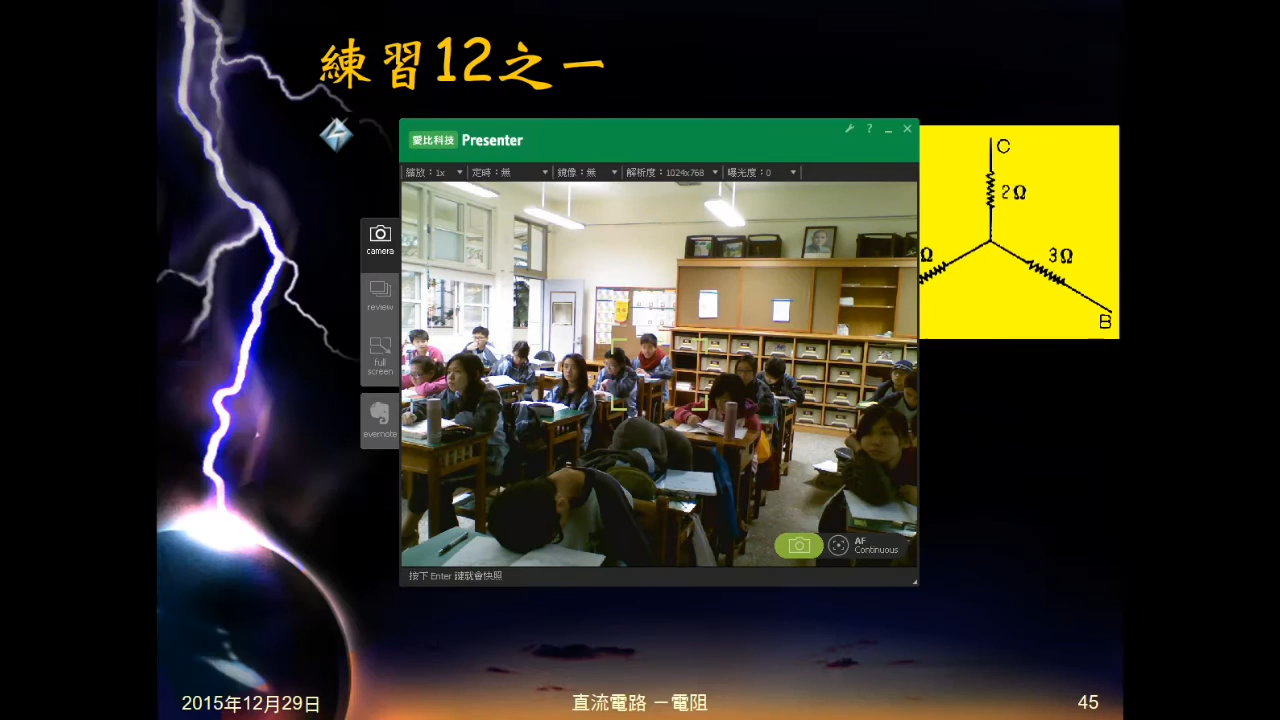 練習12之一
愛比科技 Presenter
縮放：1x 定時：無 鏡像：無 解析度：1024x768 曝光度：0
camera
review
full
screen
evernote
C
2Ω
Ω
3Ω
B
AF
Continuous
按下 Enter 鍵就會快照
2015年12月29日
直流電路 －電阻
45